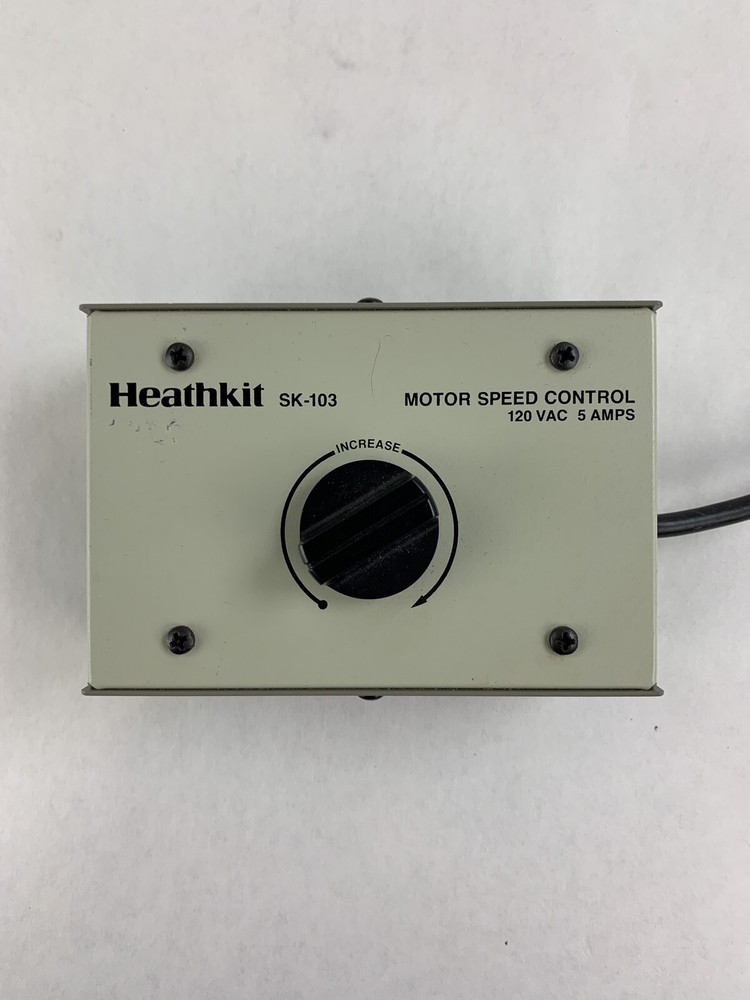 Heathkit SK-103
MOTOR SPEED CONTROL
120 VAC 5 AMPS
INCREASE